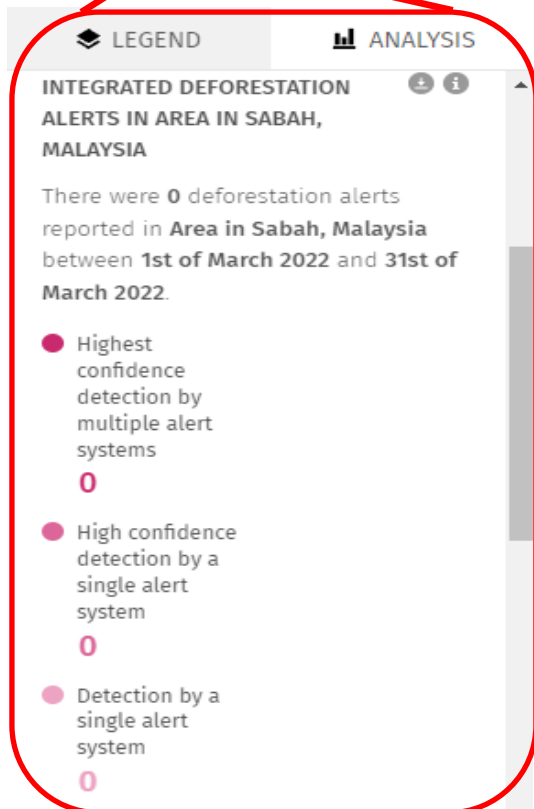 LEGEND
ANALYSIS
INTEGRATED DEFORESTATION
ALERTS IN AREA IN SABAH,
MALAYSIA
There were 0 deforestation alerts
reported in Area in Sabah, Malaysia
between 1st of March 2022 and 31st of
March 2022.
Highest
confidence
detection by
multiple alert
systems
0
High confidence
detection by a
single alert
system
0
Detection by a
single alert
system
0